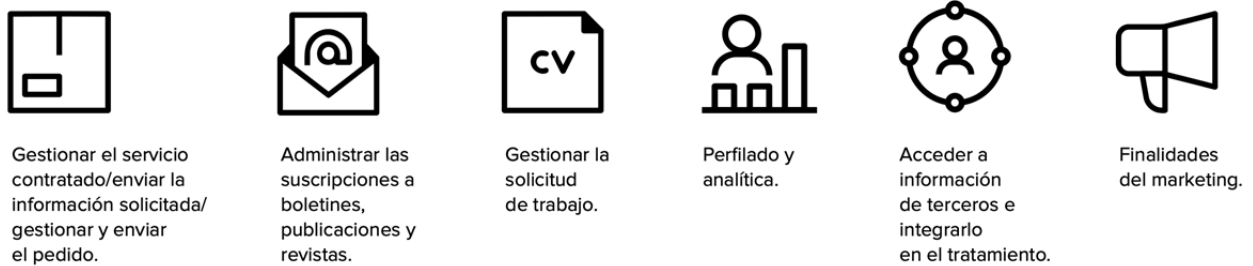 @
CV
Gestionar el servicio
contratado/enviar la
información solicitada/
gestionar y enviar
el pedido.
Administrar las
suscripciones a
boletines,
publicaciones y
revistas.
Gestionar la
solicitud
de trabajo.
Perfilado y
analítica.
Acceder a
información
de terceros e
integrarlo
en el tratamiento.
Finalidades
del marketing.